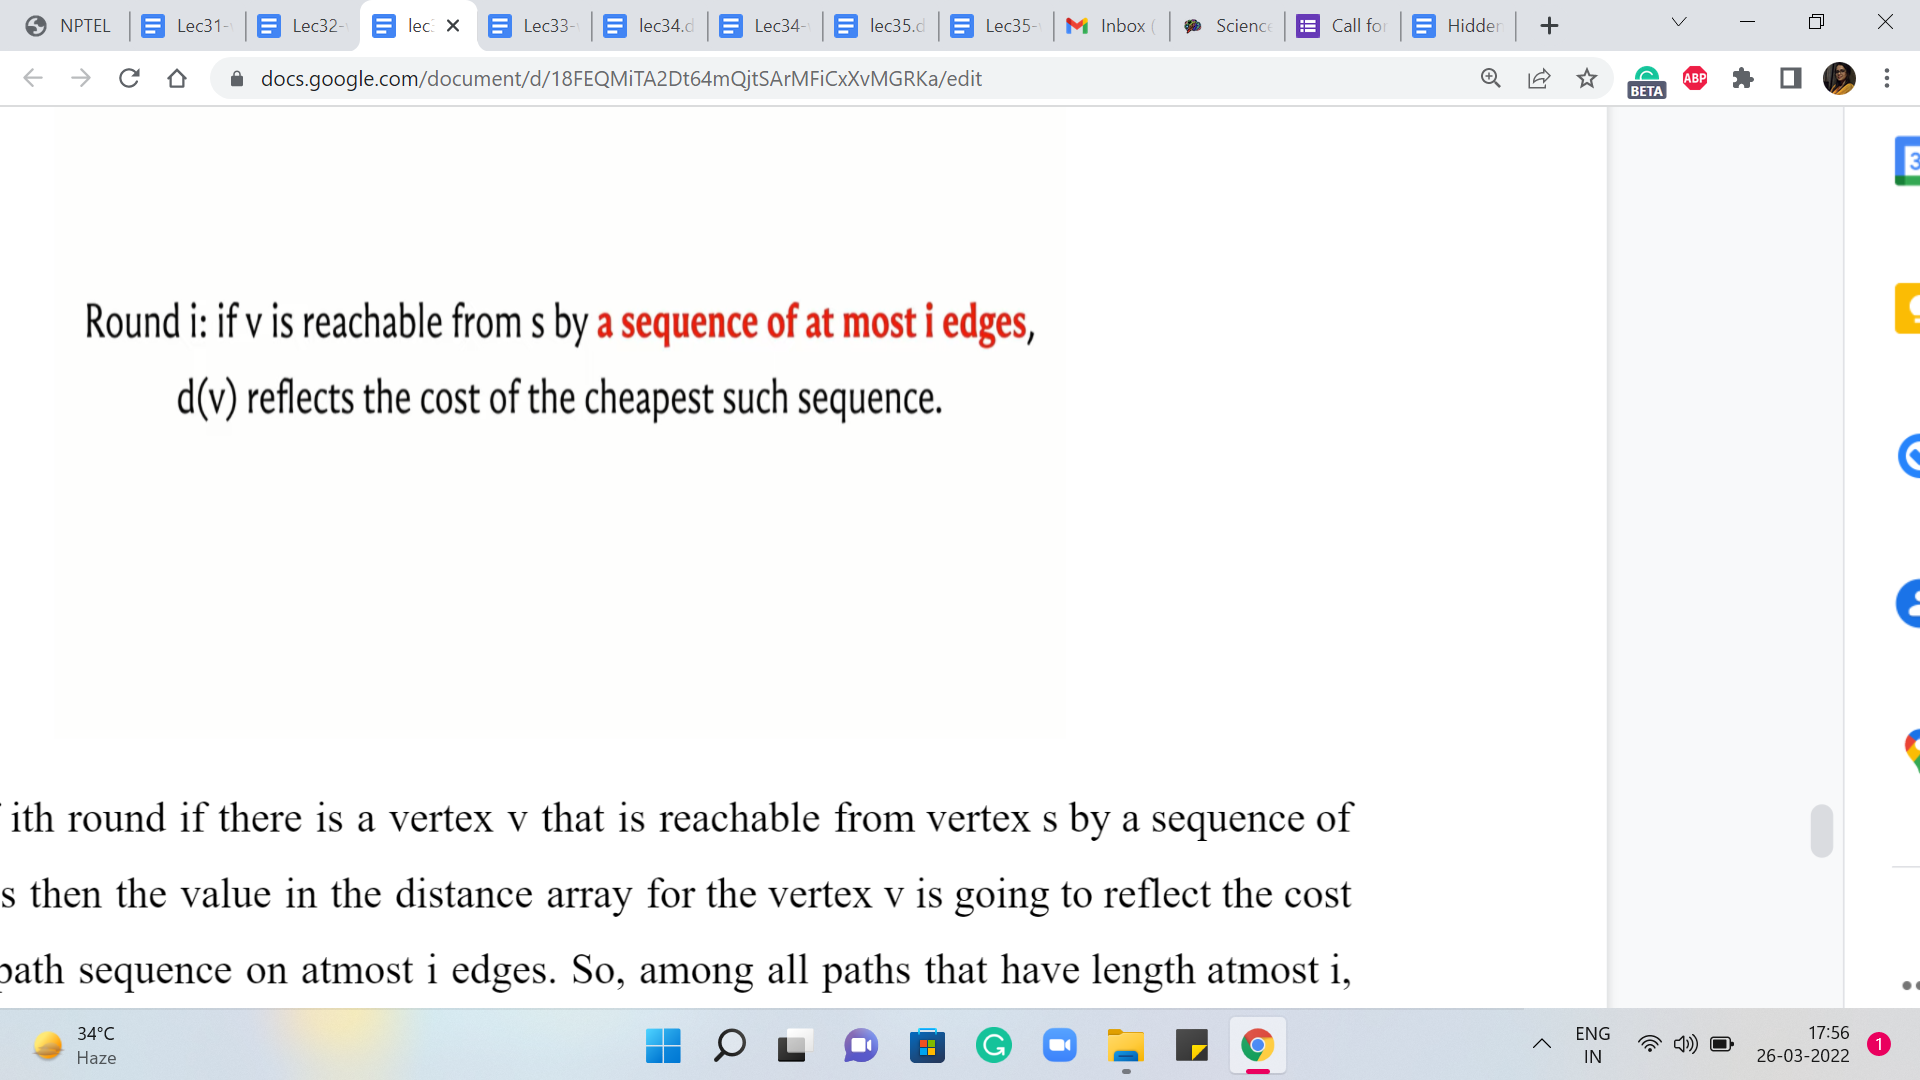 NPTEL Lec31- Lec32- lec3 Lec33- lec34.d Lec34- lec35.d Lec35- Inbox ( Science Call for Hidden
docs.google.com/document/d/18FEQMiTA2Dt64mQjtSArMFiCxXvMGRKa/edit
BETA ABP
Round i: if v is reachable from s by a sequence of at most i edges,
d(v) reflects the cost of the cheapest such sequence.
ith round if there is a vertex v that is reachable from vertex s by a sequence of
s then the value in the distance array for the vertex v is going to reflect the cost
path sequence on atmost i edges. So, among all paths that have length atmost i,
34°C
Haze
ENG
IN
17:56
26-03-2022
1